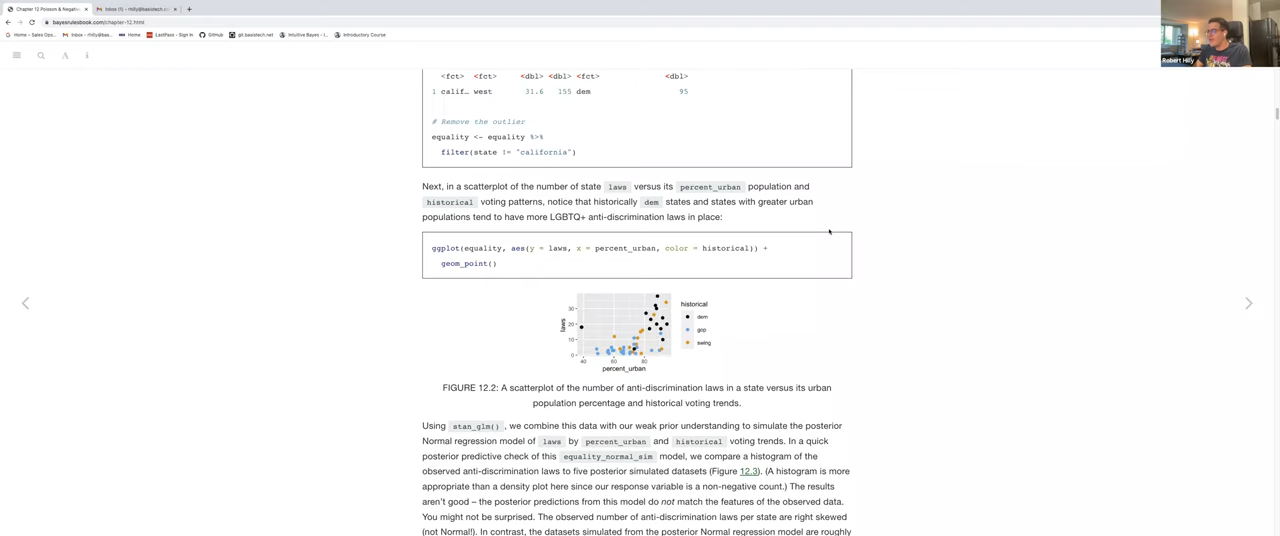 Chapter 12 Poisson & Negativ
Inbox (1) - rhilly@basistech.c
bayesrulesbook.com/chapter-12.html
Home – Sales Ops...
Inbox – rhilly@bas...
Home
LastPass – Sign In
GitHub
git.basistech.net
Intuitive Bayes – I...
Introductory Course
Robert Hilly
<fct> <fct> <dbl> <dbl> <fct> <dbl>
1 calif… west 31.6 155 dem 95
# Remove the outlier
equality <- equality %>%
filter(state != "california")
Next, in a scatterplot of the number of state laws versus its percent_urban population and
historical voting patterns, notice that historically dem states and states with greater urban
populations tend to have more LGBTQ+ anti-discrimination laws in place:
ggplot(equality, aes(y = laws, x = percent_urban, color = historical)) +
geom_point()
laws
30
20
10
0
40 60 80
percent_urban
historical
dem
gop
swing
FIGURE 12.2: A scatterplot of the number of anti-discrimination laws in a state versus its urban
population percentage and historical voting trends.
Using stan_glm() , we combine this data with our weak prior understanding to simulate the posterior
Normal regression model of laws by percent_urban and historical voting trends. In a quick
posterior predictive check of this equality_normal_sim model, we compare a histogram of the
observed anti-discrimination laws to five posterior simulated datasets (Figure 12.3). (A histogram is more
appropriate than a density plot here since our response variable is a non-negative count.) The results
aren't good – the posterior predictions from this model do not match the features of the observed data.
You might not be surprised. The observed number of anti-discrimination laws per state are right skewed
(not Normal!). In contrast, the datasets simulated from the posterior Normal regression model are roughly